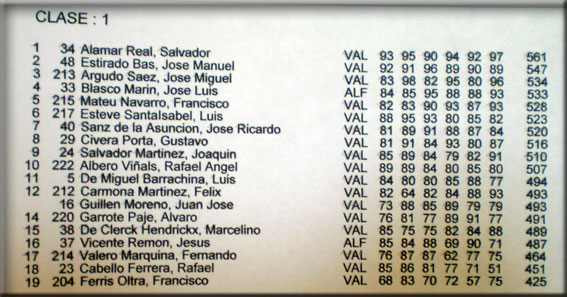 CLASE : 1
1 34 Alamar Real, Salvador VAL 93 95 90 94 92 97 561
2 48 Estirado Bas, Jose Manuel VAL 92 91 96 89 90 89 547
3 213 Argudo Saez, Jose Miguel VAL 83 98 82 95 80 96 534
4 33 Blasco Marin, Jose Luis ALF 84 85 95 88 88 93 533
5 215 Mateu Navarro, Francisco VAL 82 83 90 93 87 93 528
6 217 Esteve SantaIsabel, Luis VAL 88 95 93 80 85 82 523
7 40 Sanz de la Asuncion, Jose Ricardo VAL 81 89 91 88 87 84 520
8 29 Civera Porta, Gustavo VAL 81 91 84 93 80 87 516
9 24 Salvador Martinez, Joaquin VAL 85 89 84 79 82 91 510
10 222 Albero Viñals, Rafael Angel VAL 89 89 84 80 85 80 507
11 5 De Miguel Barrachina, Luis VAL 84 80 80 85 88 77 494
12 212 Carmona Martinez, Felix VAL 82 64 82 84 88 93 493
16 Guillen Moreno, Juan Jose VAL 73 88 85 89 79 79 493
14 220 Garrote Paje, Alvaro VAL 76 81 77 89 91 77 491
15 38 De Clerck Hendrickx, Marcelino VAL 85 75 75 82 84 88 489
16 37 Vicente Remon, Jesus ALF 85 84 88 69 90 71 487
17 214 Valero Marquina, Fernando VAL 76 87 87 62 77 75 464
18 23 Cabello Ferrera, Rafael VAL 85 86 81 77 71 51 451
19 204 Ferris Oltra, Francisco VAL 68 83 70 72 57 75 425